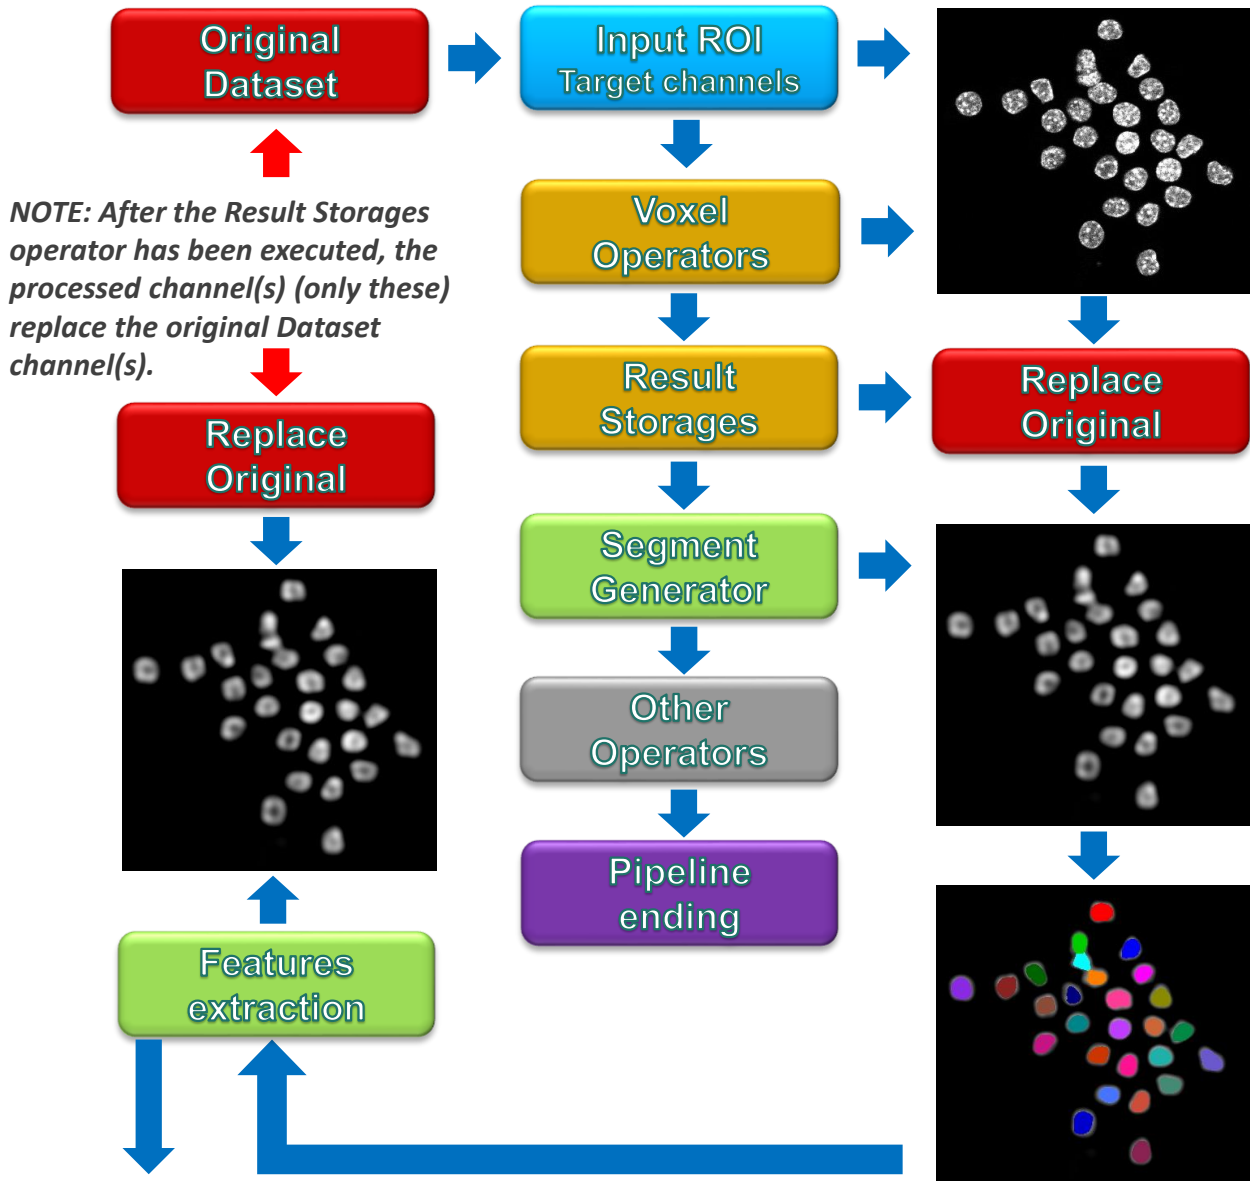 Original
Dataset
Input ROI
Target channels
NOTE: After the Result Storages
operator has been executed, the
processed channel(s) (only these)
replace the original Dataset
channel(s).
Voxel
Operators
Result
Storages
Replace
Original
Replace
Original
Segment
Generator
Other
Operators
Pipeline
ending
Features
extraction